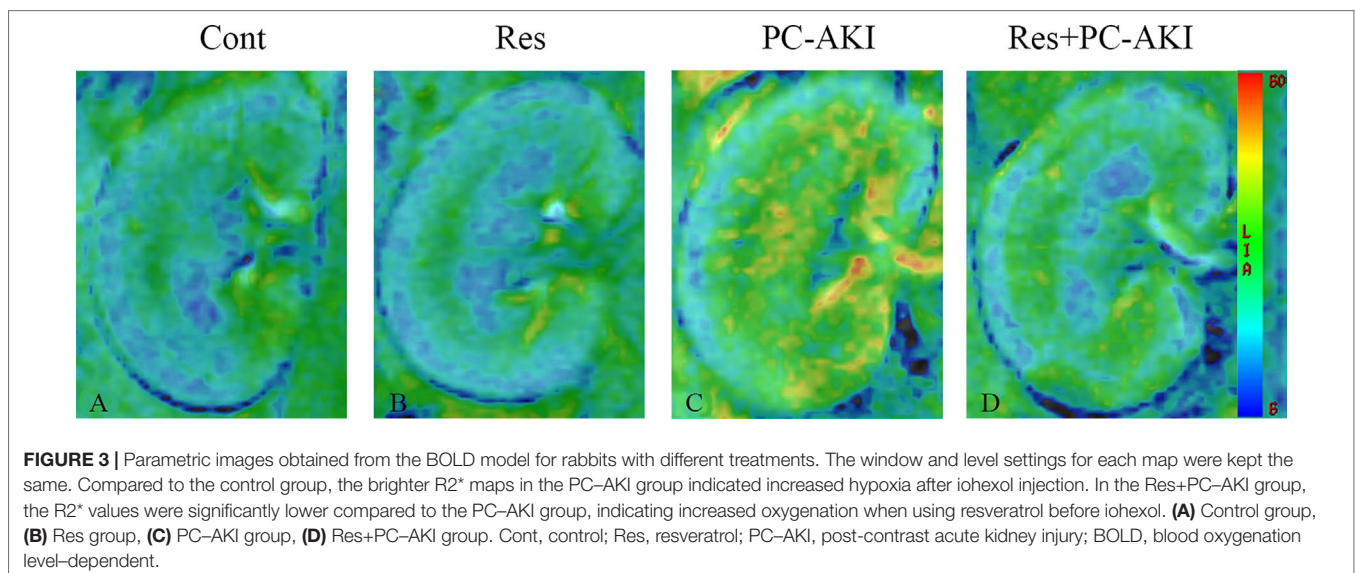 Cont Res PC-AKI Res+PC-AKI
60
L
I
A
6
A B C D
FIGURE 3 | Parametric images obtained from the BOLD model for rabbits with different treatments. The window and level settings for each map were kept the
same. Compared to the control group, the brighter R2* maps in the PC–AKI group indicated increased hypoxia after iohexol injection. In the Res+PC–AKI group,
the R2* values were significantly lower compared to the PC–AKI group, indicating increased oxygenation when using resveratrol before iohexol. (A) Control group,
(B) Res group, (C) PC–AKI group, (D) Res+PC–AKI group. Cont, control; Res, resveratrol; PC–AKI, post-contrast acute kidney injury; BOLD, blood oxygenation
level–dependent.